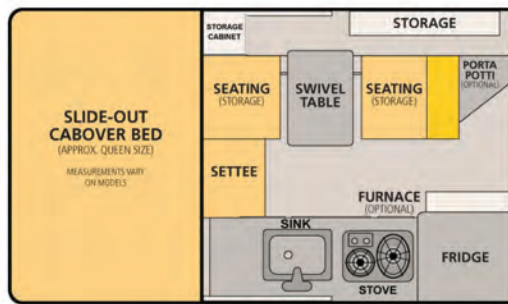 STORAGE
CABINET
STORAGE
SEATING
(STORAGE)
SWIVEL
TABLE
SEATING
(STORAGE)
PORTA
POTTI
(OPTIONAL)
SLIDE-OUT
CABOVER BED
(APPROX. QUEEN SIZE)
MEASUREMENTS VARY
ON MODELS
SETTEE
FURNACE
(OPTIONAL)
SINK
STOVE
FRIDGE